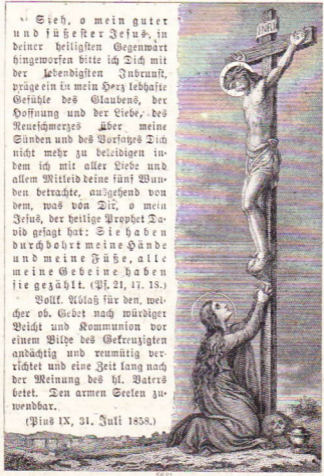 INRI
Sieh, o mein guter
und süßester Jesus, in
deiner heiligsten Gegenwart
hingeworfen bitte ich Dich mit
der lebendigsten Inbrunst,
präge ein in mein Herz lebhafte
Gefühle des Glaubens, der
Hoffnung und der Liebe, des
Reueschmerzes über meine
Sünden und des Vorsatzes Dich
nicht mehr zu beleidigen in-
dem ich mit aller Liebe und
allem Mitleid deine fünf Wun-
den betrachte, ausgehend von
dem, was von Dir, o mein
Jesus, der heilige Prophet Da-
vid gesagt hat: Sie haben
durchbohrt meine Hände
und meine Füße, alle
meine Gebeine haben
sie gezählt. (Ps. 21, 17. 18.)
Vollk. Ablaß für den, wel-
cher ob. Gebet nach würdiger
Beicht und Kommunion vor
einem Bilde des Gekreuzigten
andächtig und reumütig ver-
richtet und eine Zeit lang nach
der Meinung des hl. Vaters
betet. Den armen Seelen zu-
wendbar.
(Pius IX, 31. Juli 1858.)